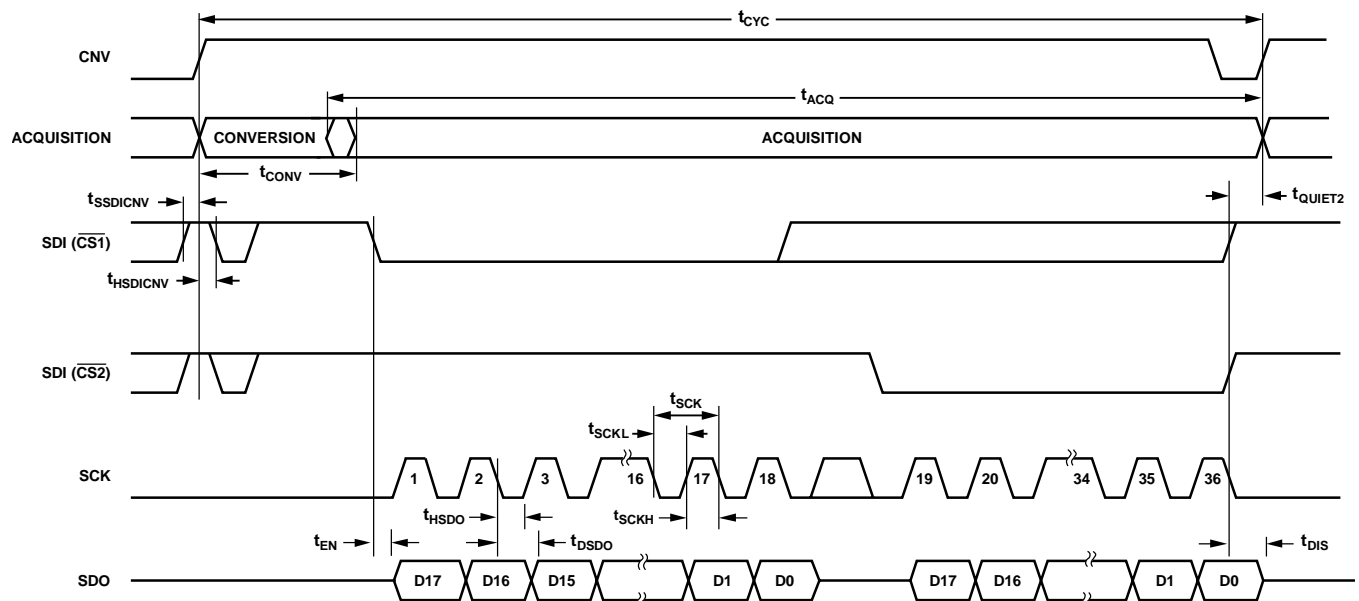 tCYC
CNV
tACQ
ACQUISITION CONVERSION ACQUISITION
tCONV
tSSDICNV
tQUIET2
SDI (CS1)
tHSDICNV
SDI (CS2)
tSCK
tSCKL
SCK 1 2 3 16 17 18 19 20 34 35 36
tHSDO tSCKH
tEN tDSDO tDIS
SDO D17 D16 D15 D1 D0 D17 D16 D1 D0